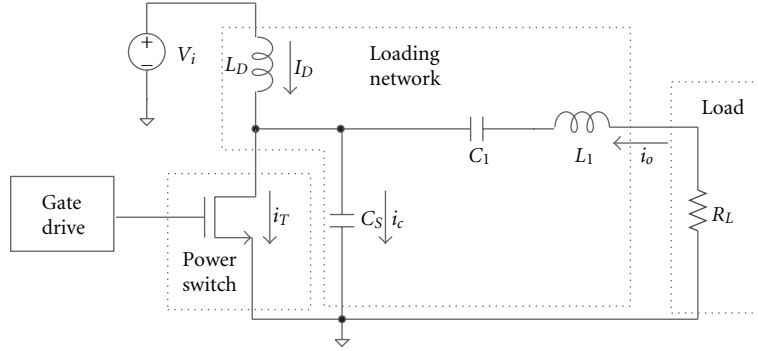 +
−
V_i
L_D
I_D
Loading
network
Load
C_1
L_1
i_o
R_L
Gate
drive
i_T
C_S
i_c
Power
switch